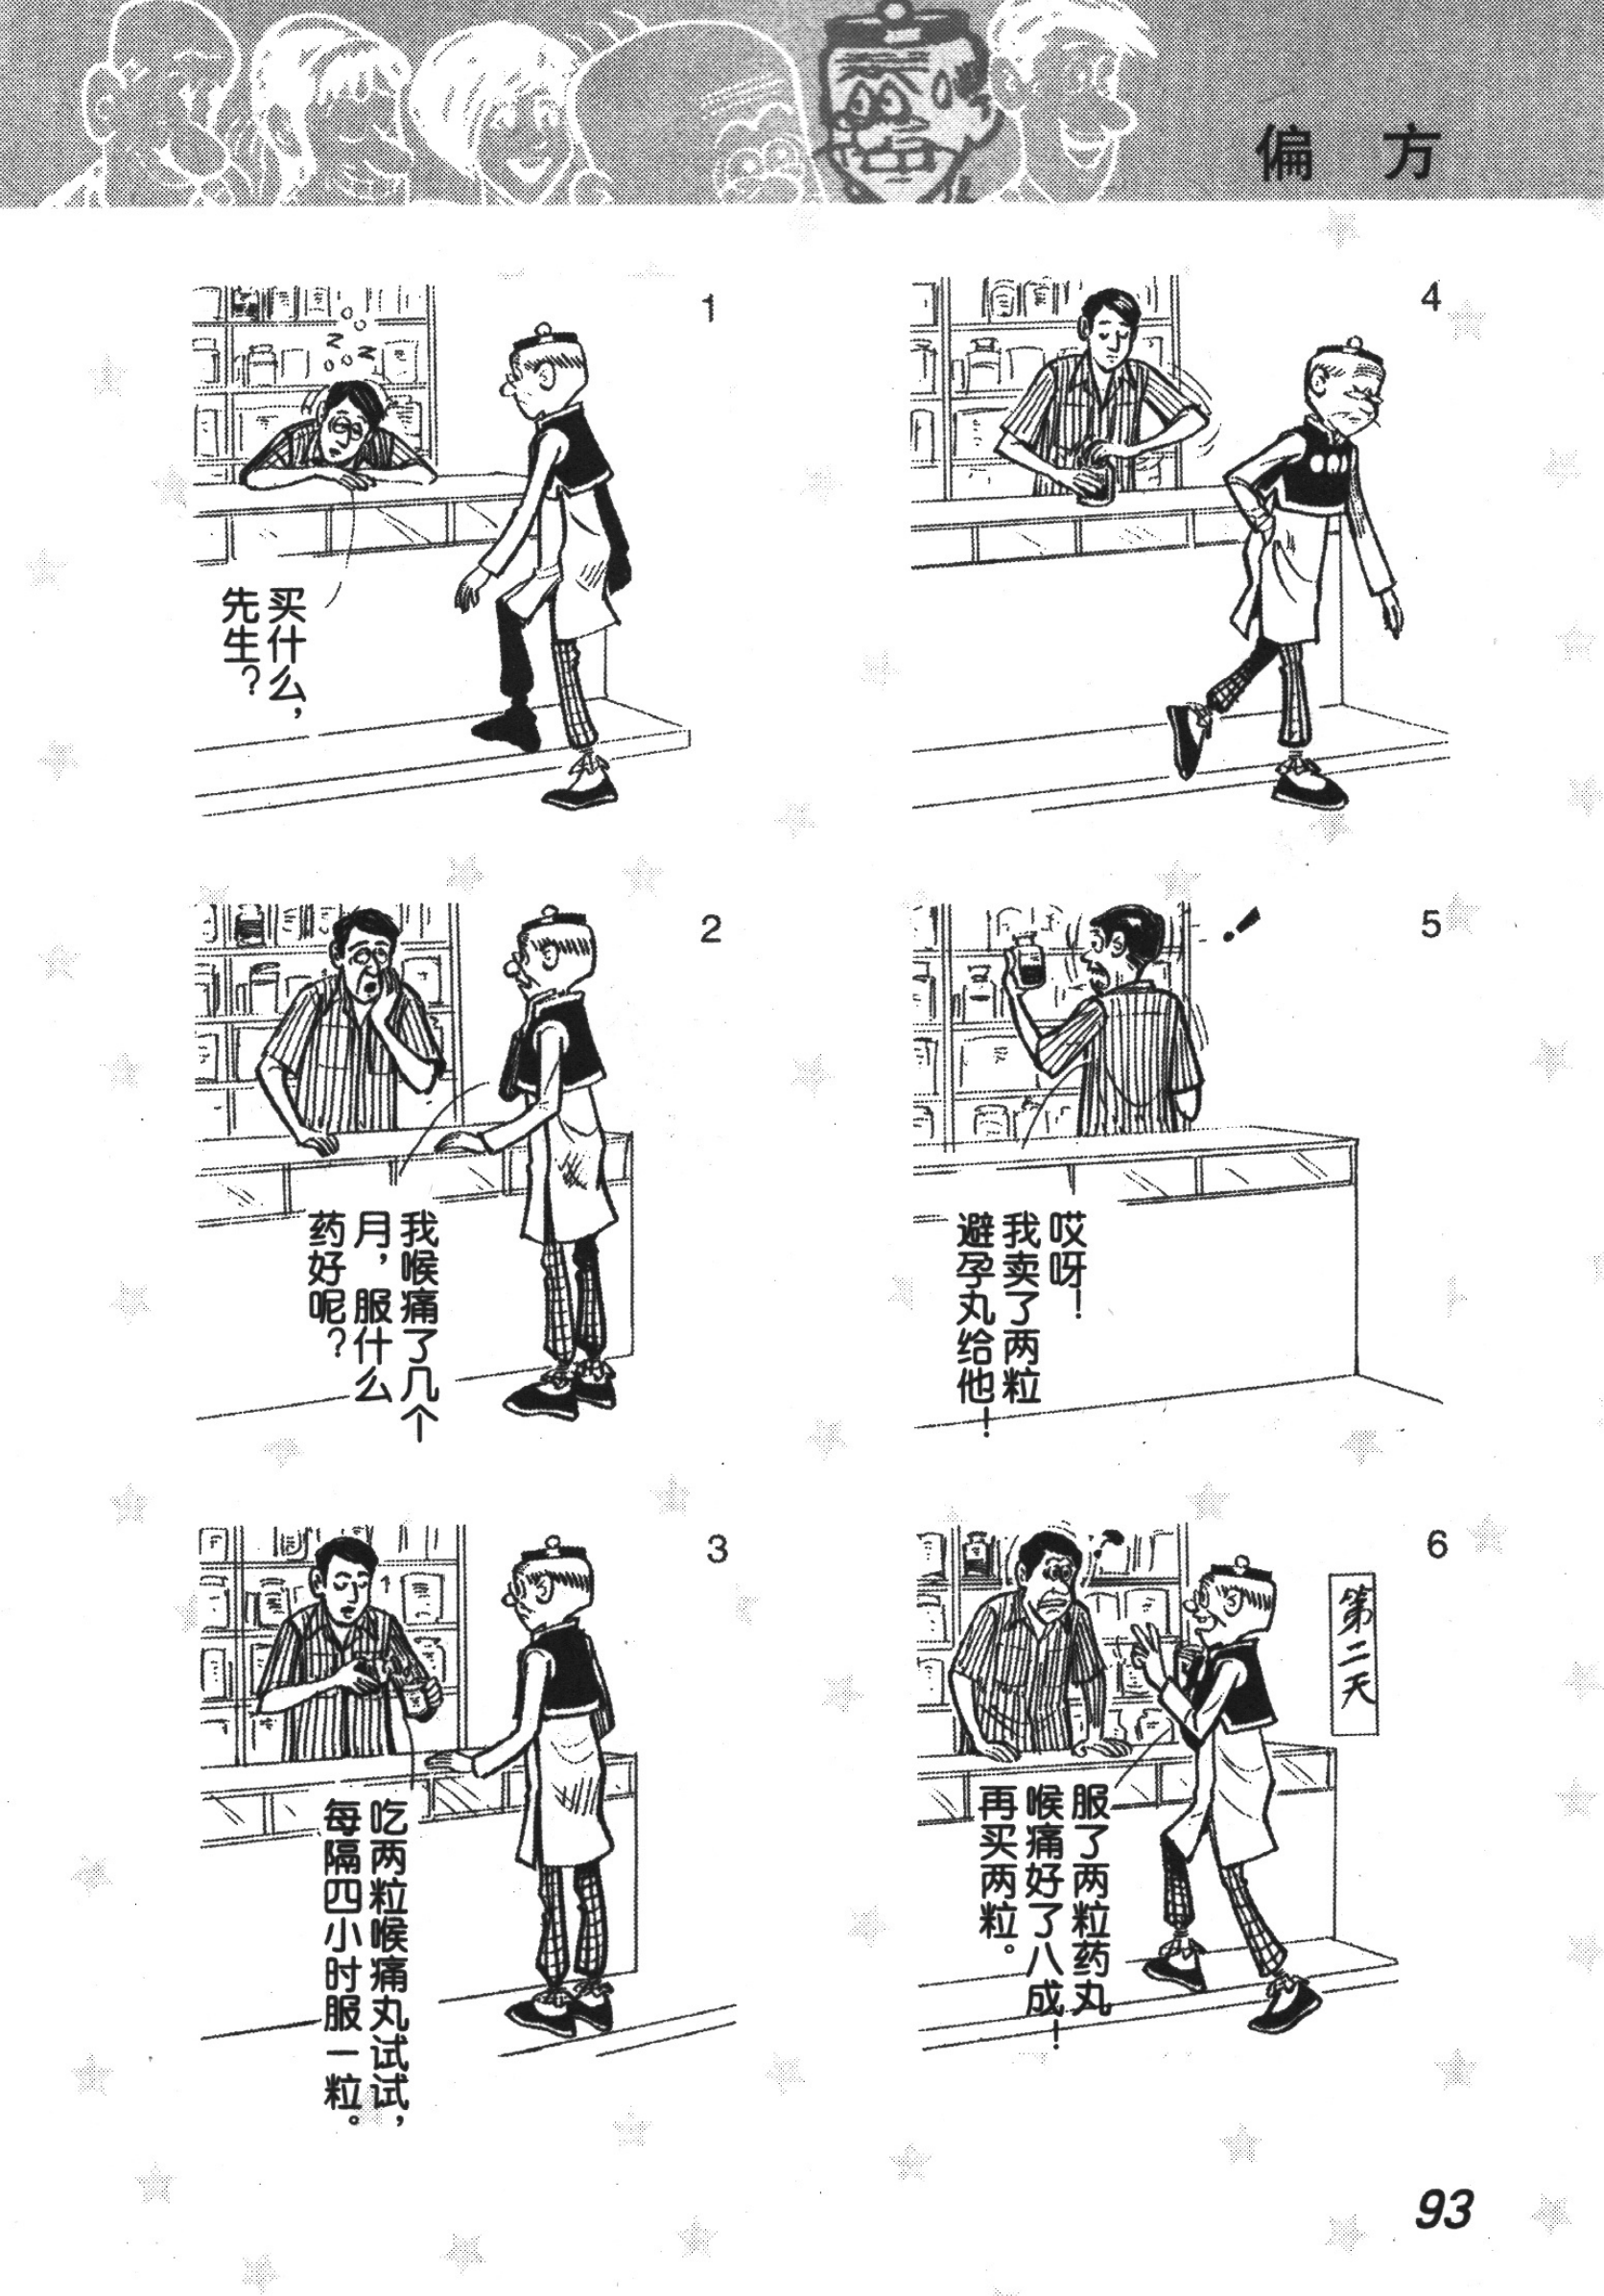 偏方
1
买什么，
先生？
2
我喉痛了几个
月，服什么
药好呢？
3
吃两粒喉痛丸试试，
每隔四小时服一粒。
4
5
哎呀！
我卖了两粒
避孕丸给他！
6
第二天
服了两粒药丸
喉痛好了八成！
再买两粒。
93